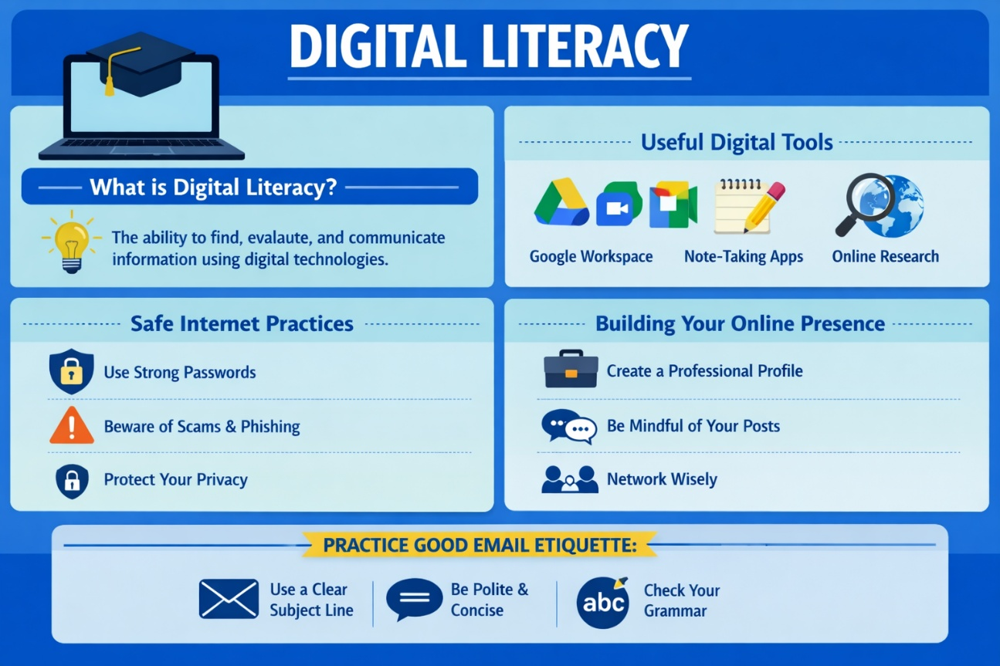 DIGITAL LITERACY
What is Digital Literacy?
The ability to find, evalaute, and communicate
information using digital technologies.
Useful Digital Tools
Google Workspace
Note-Taking Apps
Online Research
Safe Internet Practices
Use Strong Passwords
Beware of Scams & Phishing
Protect Your Privacy
Building Your Online Presence
Create a Professional Profile
Be Mindful of Your Posts
Network Wisely
PRACTICE GOOD EMAIL ETIQUETTE:
Use a Clear
Subject Line
Be Polite &
Concise
abc
Check Your
Grammar